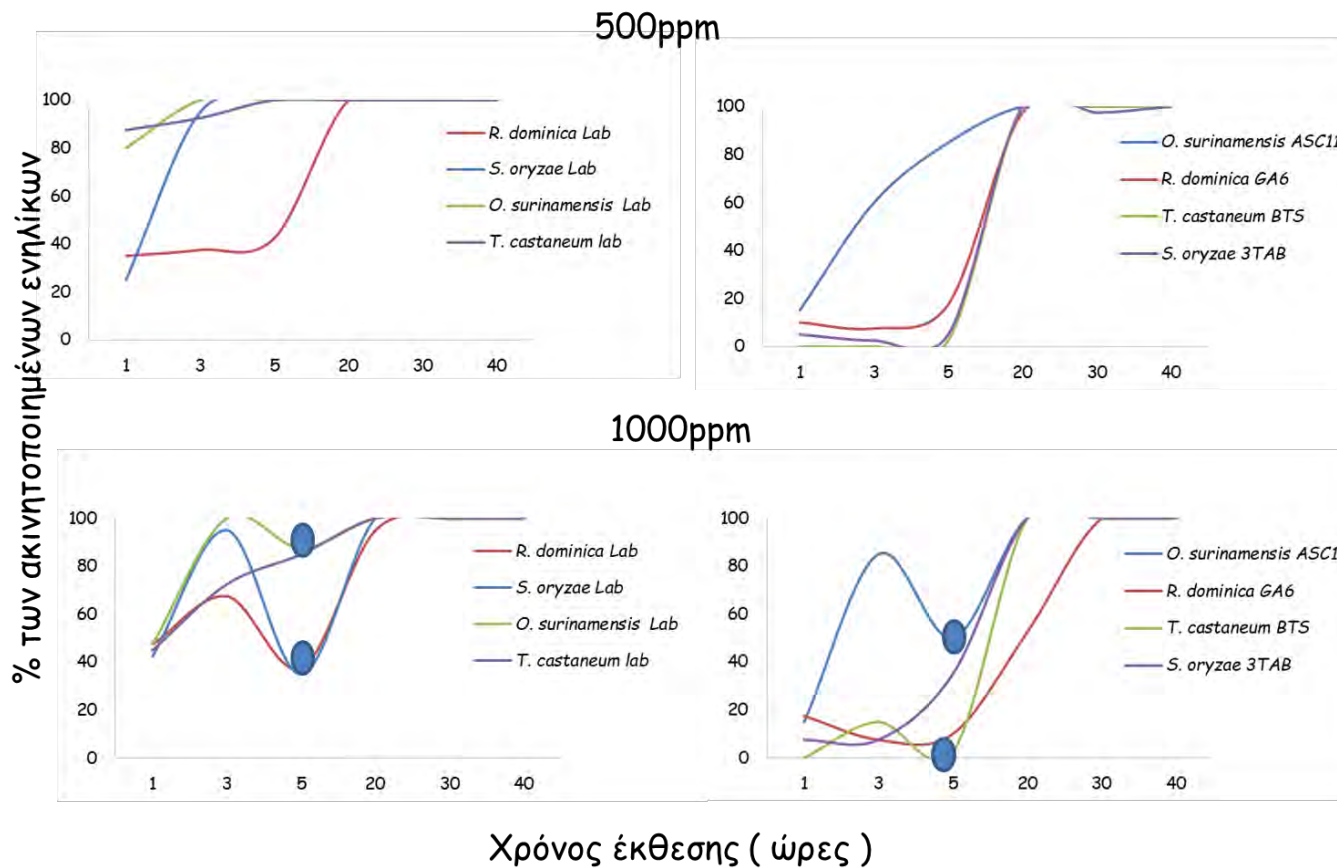 500ppm
% των ακινητοποιημένων ενηλίκων
100
80
60
40
20
0
1 3 5 20 30 40
R. dominica Lab
S. oryzae Lab
O. surinamensis Lab
T. castaneum lab
100
80
60
40
20
0
1 3 5 20 30 40
O. surinamensis ASC11
R. dominica GA6
T. castaneum BTS
S. oryzae 3TAB
1000ppm
100
80
60
40
20
0
1 3 5 20 30 40
R. dominica Lab
S. oryzae Lab
O. surinamensis Lab
T. castaneum lab
100
80
60
40
20
0
1 3 5 20 30 40
O. surinamensis ASC1
R. dominica GA6
T. castaneum BTS
S. oryzae 3TAB
Χρόνος έκθεσης ( ώρες )